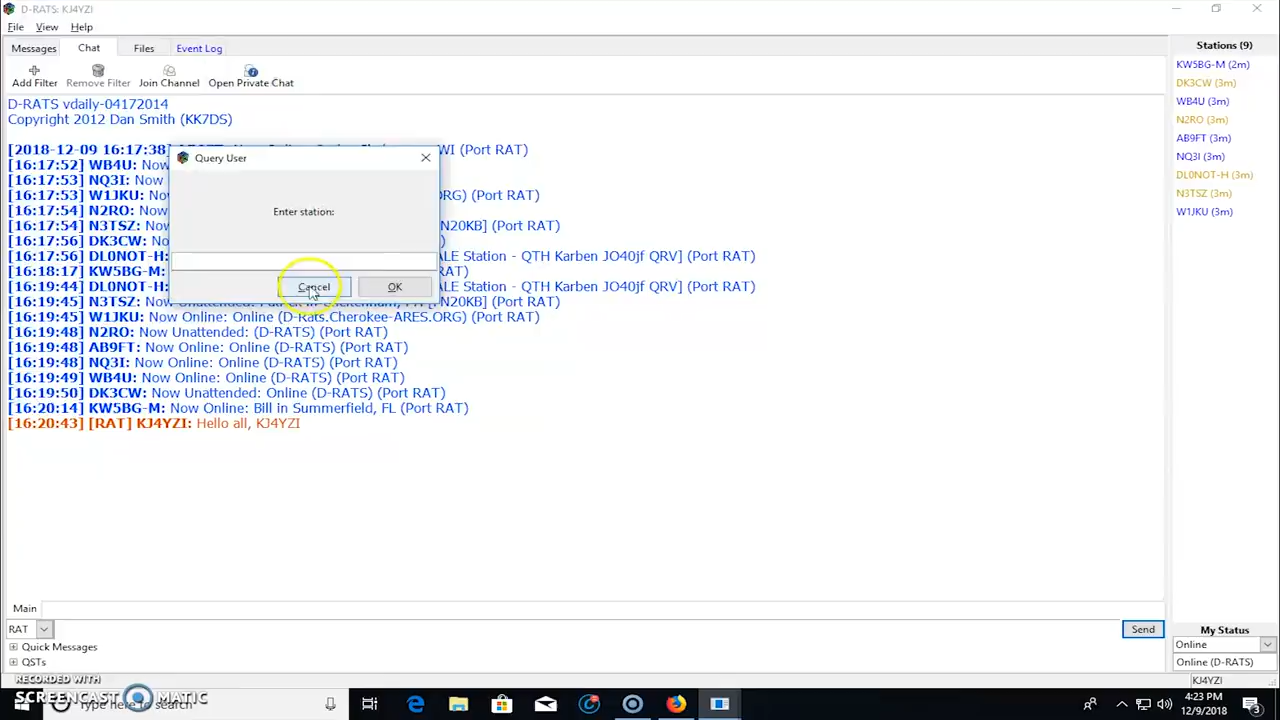 D-RATS: KJ4YZI
File View Help
Messages Chat Files Event Log
Add Filter Remove Filter Join Channel Open Private Chat
D-RATS vdaily-04172014
Copyright 2012 Dan Smith (KK7DS)
[2018-12-09 16:17:38] WI (Port RAT)
[16:17:52] WB4U: Now
[16:17:53] NQ3I: Now
[16:17:53] W1JKU: Now RG) (Port RAT)
[16:17:54] N2RO: Now
[16:17:54] N3TSZ: Now N20KB] (Port RAT)
[16:17:56] DK3CW: )
[16:17:56] DL0NOT-H: ALE Station - QTH Karben JO40jf QRV] (Port RAT)
[16:18:17] KW5BG-M: RAT)
[16:19:44] DL0NOT-H: ALE Station - QTH Karben JO40jf QRV] (Port RAT)
[16:19:45] N3TSZ: Now Unattended: [FN20KB] (Port RAT)
[16:19:45] W1JKU: Now Online: Online (D-Rats.Cherokee-ARES.ORG) (Port RAT)
[16:19:48] N2RO: Now Unattended: (D-RATS) (Port RAT)
[16:19:48] AB9FT: Now Online: Online (D-RATS) (Port RAT)
[16:19:48] NQ3I: Now Online: Online (D-RATS) (Port RAT)
[16:19:49] WB4U: Now Online: Online (D-RATS) (Port RAT)
[16:19:50] DK3CW: Now Unattended: Online (D-RATS) (Port RAT)
[16:20:14] KW5BG-M: Now Online: Bill in Summerfield, FL (Port RAT)
[16:20:43] [RAT] KJ4YZI: Hello all, KJ4YZI
Query User
Enter station:
Cancel OK
Stations (9)
KW5BG-M (2m)
DK3CW (3m)
WB4U (3m)
N2RO (3m)
AB9FT (3m)
NQ3I (3m)
DL0NOT-H (3m)
N3TSZ (3m)
W1JKU (3m)
Main
RAT
Send
Quick Messages
QSTs
My Status
Online
Online (D-RATS)
KJ4YZI
RECORDED WITH
SCREENCAST MATIC
Type here to search
4:23 PM
12/9/2018
3